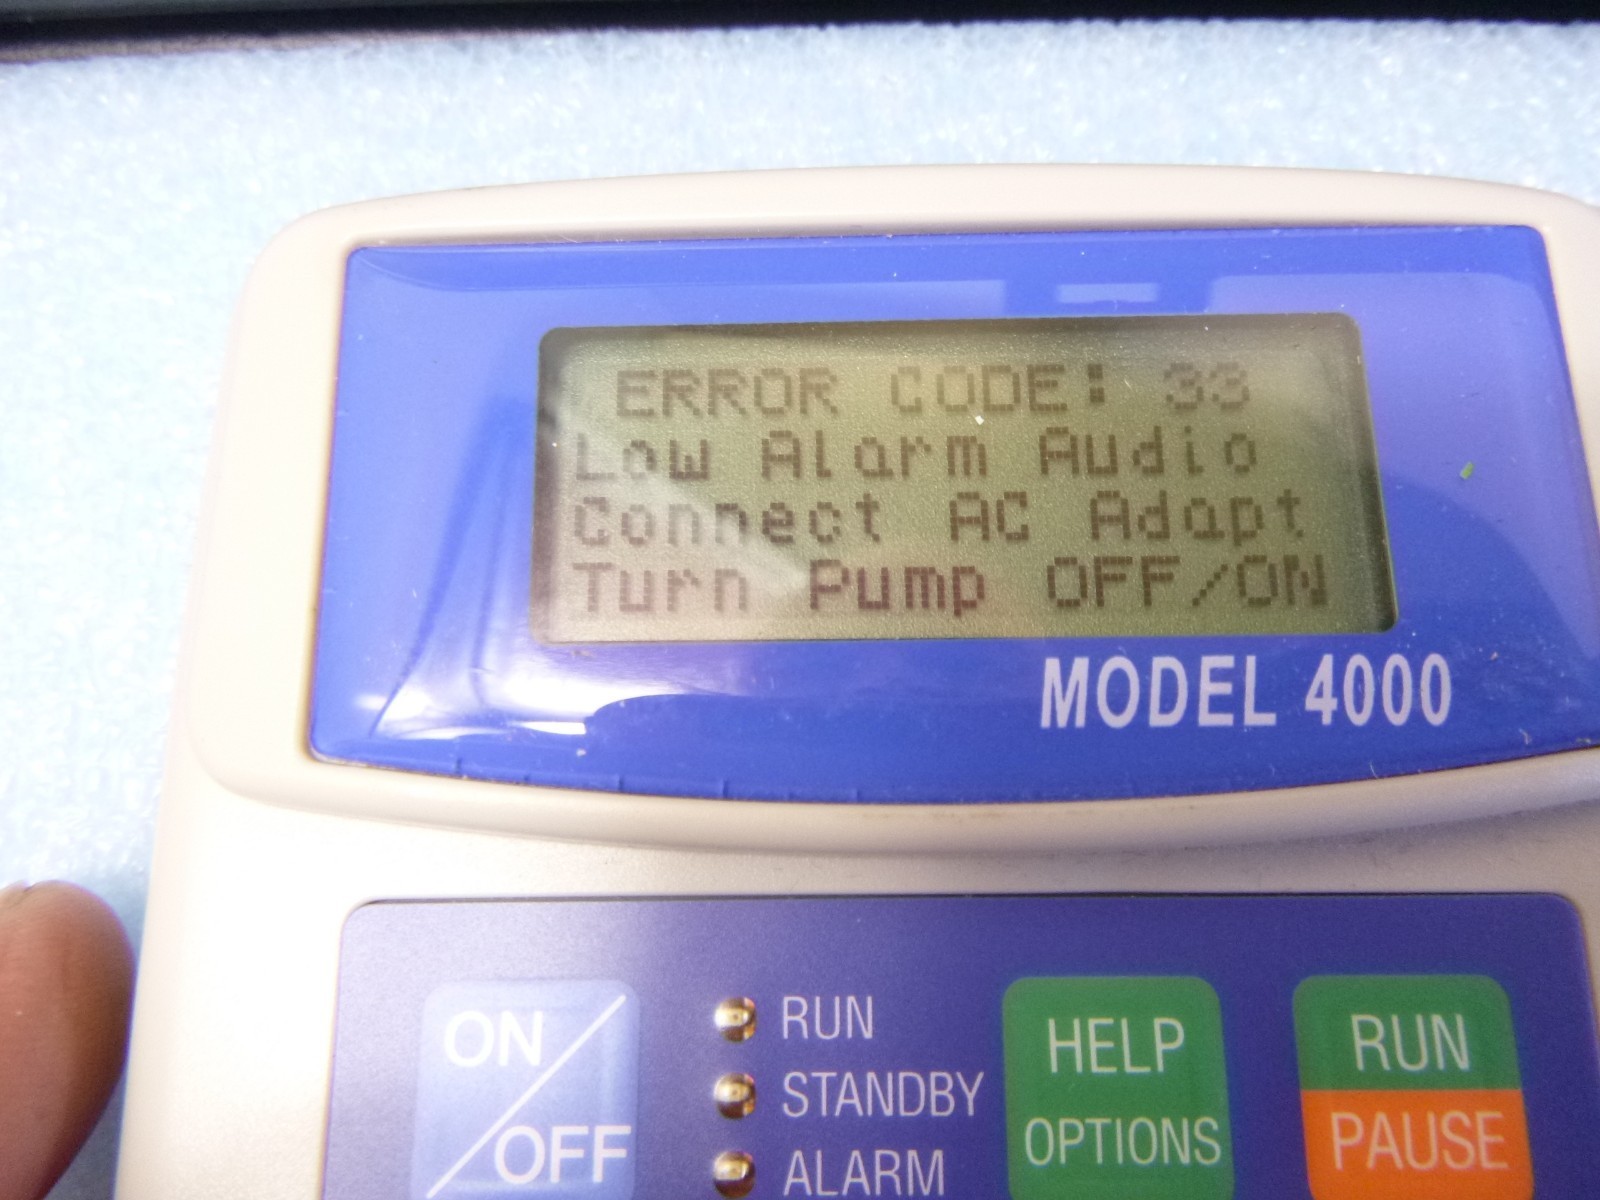 ERROR CODE: 33
Low Alarm Audio
Connect AC Adapt
Turn Pump OFF/ON
MODEL 4000
ON/OFF
RUN
STANDBY
ALARM
HELP
OPTIONS
RUN
PAUSE